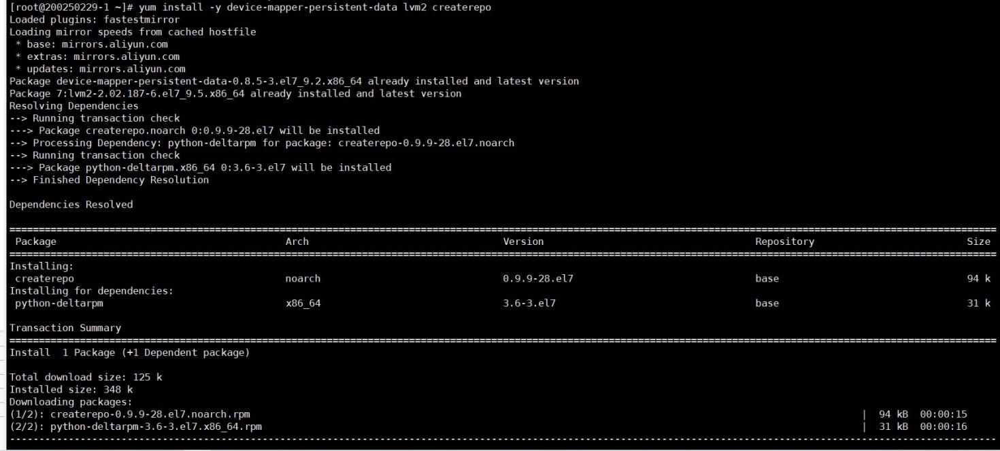 [root@200250229-1 ~]# yum install -y device-mapper-persistent-data lvm2 createrepo
Loaded plugins: fastestmirror
Loading mirror speeds from cached hostfile
 * base: mirrors.aliyun.com
 * extras: mirrors.aliyun.com
 * updates: mirrors.aliyun.com
Package device-mapper-persistent-data-0.8.5-3.el7_9.2.x86_64 already installed and latest version
Package 7:lvm2-2.02.187-6.el7_9.5.x86_64 already installed and latest version
Resolving Dependencies
--> Running transaction check
---> Package createrepo.noarch 0:0.9.9-28.el7 will be installed
--> Processing Dependency: python-deltarpm for package: createrepo-0.9.9-28.el7.noarch
--> Running transaction check
---> Package python-deltarpm.x86_64 0:3.6-3.el7 will be installed
--> Finished Dependency Resolution
Dependencies Resolved
Package Arch Version Repository Size
Installing:
createrepo noarch 0.9.9-28.el7 base 94 k
Installing for dependencies:
python-deltarpm x86_64 3.6-3.el7 base 31 k
Transaction Summary
Install  1 Package (+1 Dependent package)
Total download size: 125 k
Installed size: 348 k
Downloading packages:
(1/2): createrepo-0.9.9-28.el7.noarch.rpm | 94 kB 00:00:15
(2/2): python-deltarpm-3.6-3.el7.x86_64.rpm | 31 kB 00:00:16